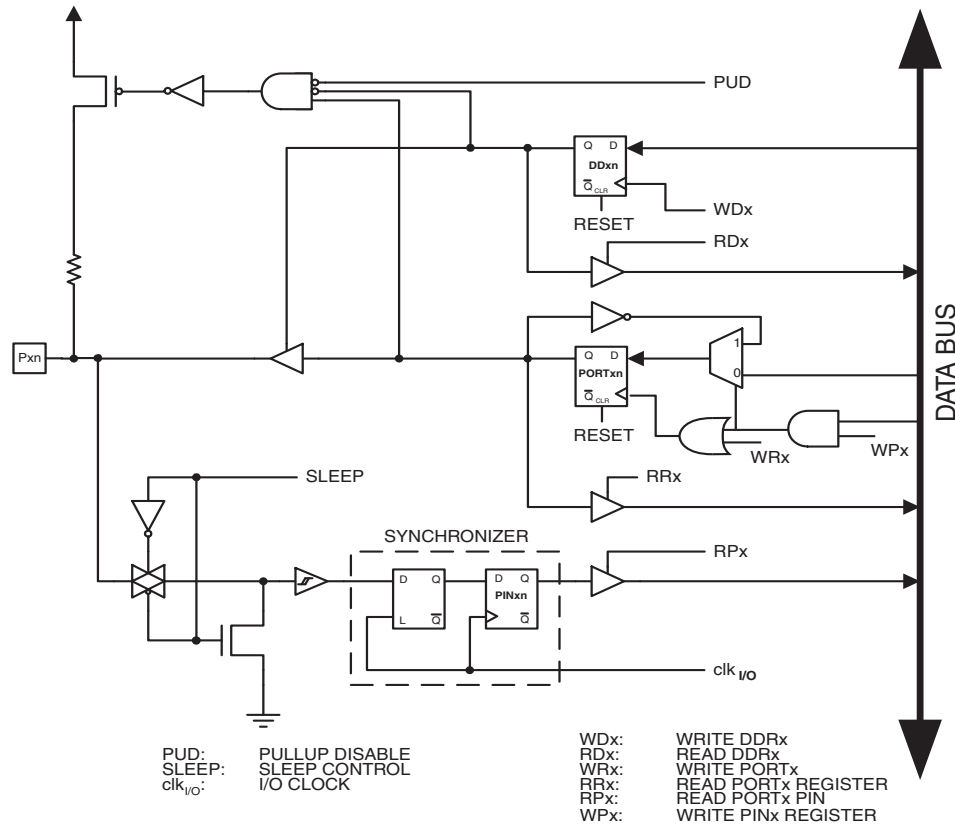 PUD
Q D
DDxn
Q CLR
WDx
RESET
RDx
Pxn
1
Q D
PORTxn
0
Q CLR
RESET
WRx
WPx
SLEEP
RRx
SYNCHRONIZER
RPx
D Q
D Q
PINxn
L Q
Q
clk I/O
DATA BUS
PUD: PULLUP DISABLE
SLEEP: SLEEP CONTROL
clkI/O: I/O CLOCK
WDx: WRITE DDRx
RDx: READ DDRx
WRx: WRITE PORTx
RRx: READ PORTx REGISTER
RPx: READ PORTx PIN
WPx: WRITE PINx REGISTER